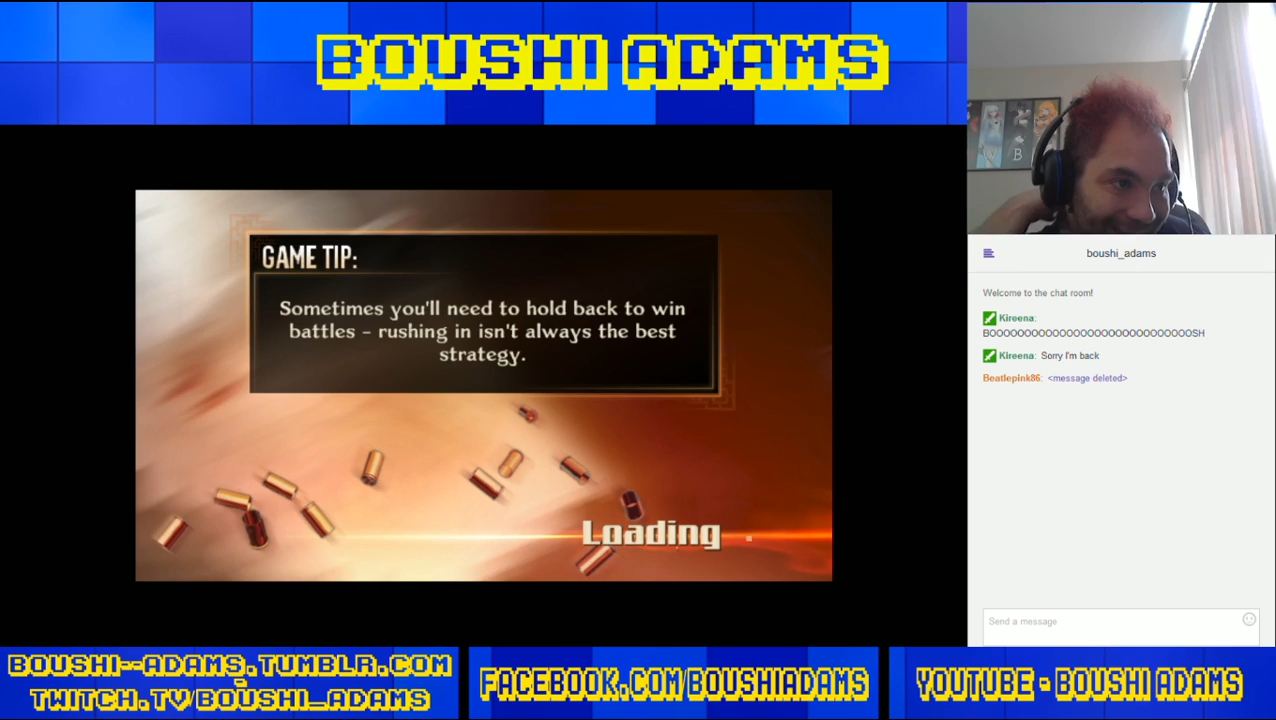 BOUSHI ADAMS
GAME TIP:
Sometimes you'll need to hold back to win
battles - rushing in isn't always the best
strategy.
Loading
B
boushi_adams
Welcome to the chat room!
Kireena:
BOOOOOOOOOOOOOOOOOOOOOOOOOOOOOOSH
Kireena: Sorry I'm back
Beatlepink86: <message deleted>
Send a message
BOUSHI--ADAMS.TUMBLR.COM
-
TWITCH.TV/BOUSHI_ADAMS
FACEBOOK.COM/BOUSHIADAMS
YOUTUBE - BOUSHI ADAMS